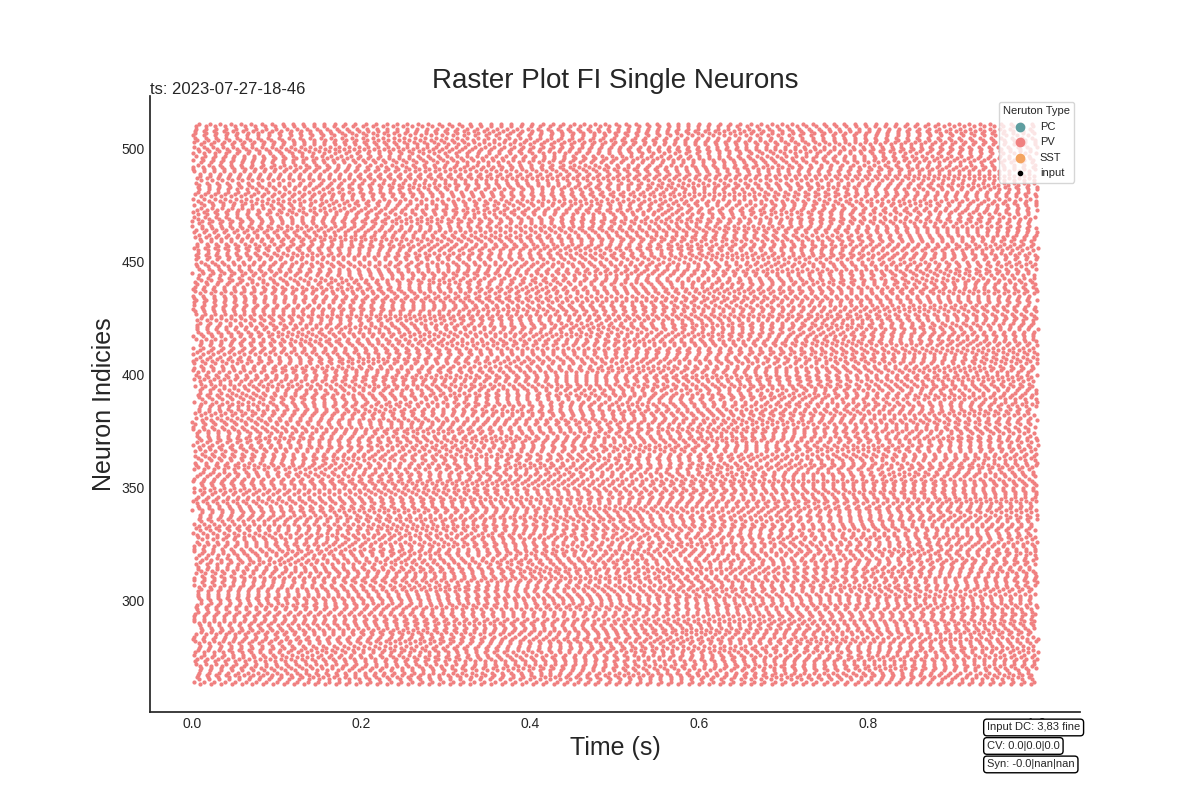 Raster Plot FI Single Neurons
ts: 2023-07-27-18-46
Neruton Type
PC
PV
SST
input
500
450
400
350
300
Neuron Indicies
0.0 0.2 0.4 0.6 0.8
Time (s)
Input DC: 3,83 fine
CV: 0.0|0.0|0.0
Syn: -0.0|nan|nan